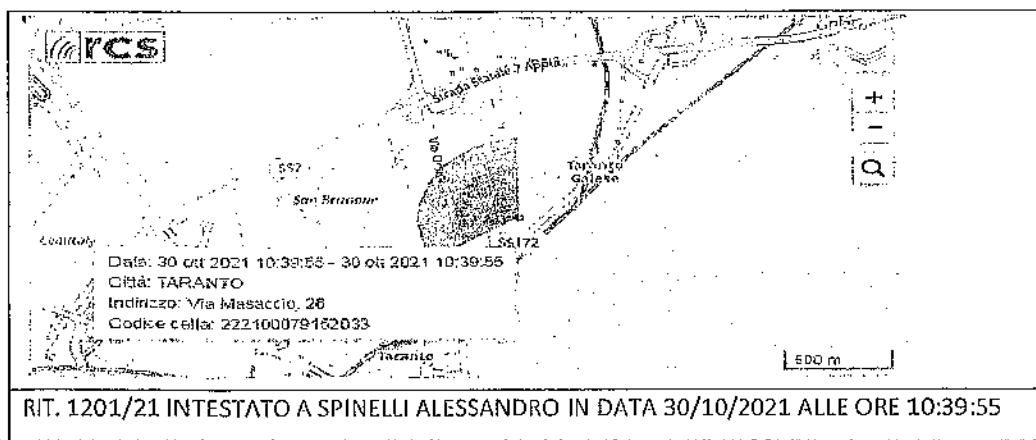 rcs
Strada Statale 7 Appia
SS7
San Brunone
Taranto
Galese
SS172
Data: 30 ott 2021 10:39:55 - 30 ott 2021 10:39:55
Città: TARANTO
Indirizzo: Via Masaccio, 26
Codice cella: 222100079152033
Taranto
500 m
RIT. 1201/21 INTESTATO A SPINELLI ALESSANDRO IN DATA 30/10/2021 ALLE ORE 10:39:55